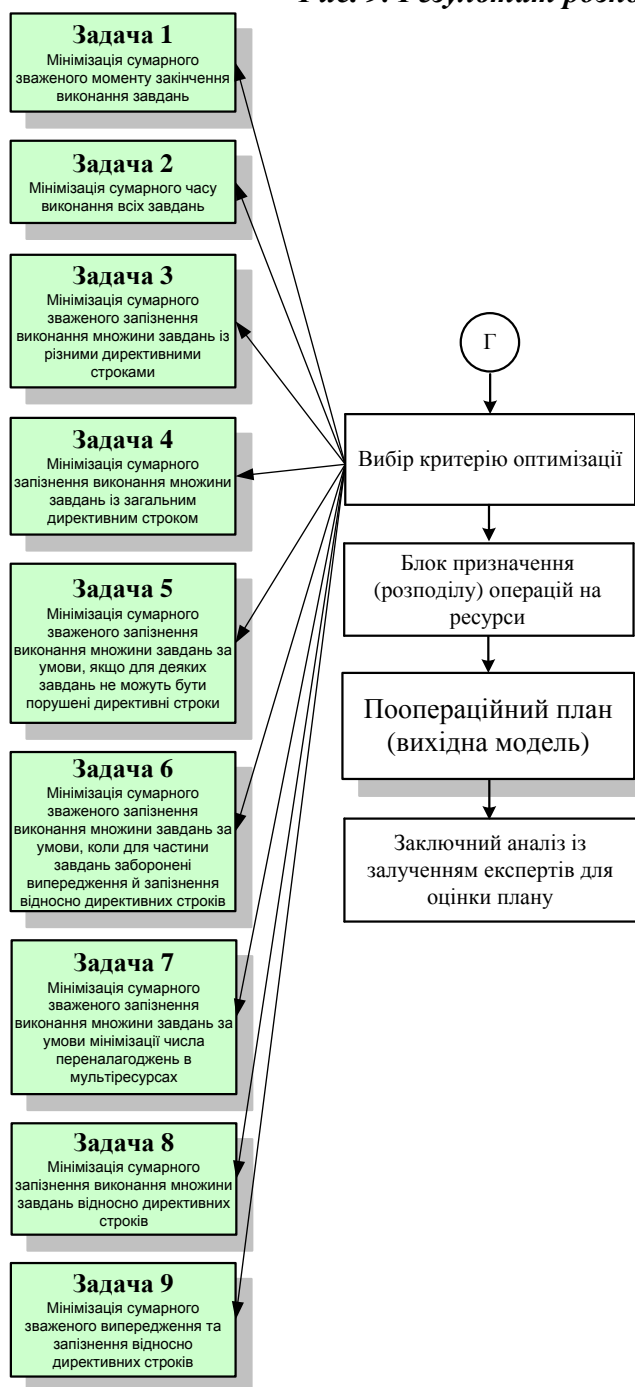 Рис. 9. Результат розпо
Задача 1
Мінімізація сумарного
зваженого моменту закінчення
виконання завдань
Задача 2
Мінімізація сумарного часу
виконання всіх завдань
Задача 3
Мінімізація сумарного
зваженого запізнення
виконання множини завдань із
різними директивними
строками
Задача 4
Мінімізація сумарного
запізнення виконання множини
завдань із загальним
директивним строком
Задача 5
Мінімізація сумарного
зваженого запізнення
виконання множини завдань за
умови, якщо для деяких
завдань не можуть бути
порушені директивні строки
Задача 6
Мінімізація сумарного
зваженого запізнення
виконання множини завдань за
умови, коли для частини
завдань заборонені
випередження й запізнення
відносно директивних строків
Задача 7
Мінімізація сумарного
зваженого запізнення
виконання множини завдань за
умови мінімізації числа
переналагоджень в
мультіресурсах
Задача 8
Мінімізація сумарного
запізнення виконання множини
завдань відносно директивних
строків
Задача 9
Мінімізація сумарного
зваженого випередження та
запізнення відносно
директивних строків
Г
Вибір критерію оптимізації
Блок призначення
(розподілу) операцій на
ресурси
Поопераційний план
(вихідна модель)
Заключний аналіз із
залученням експертів для
оцінки плану